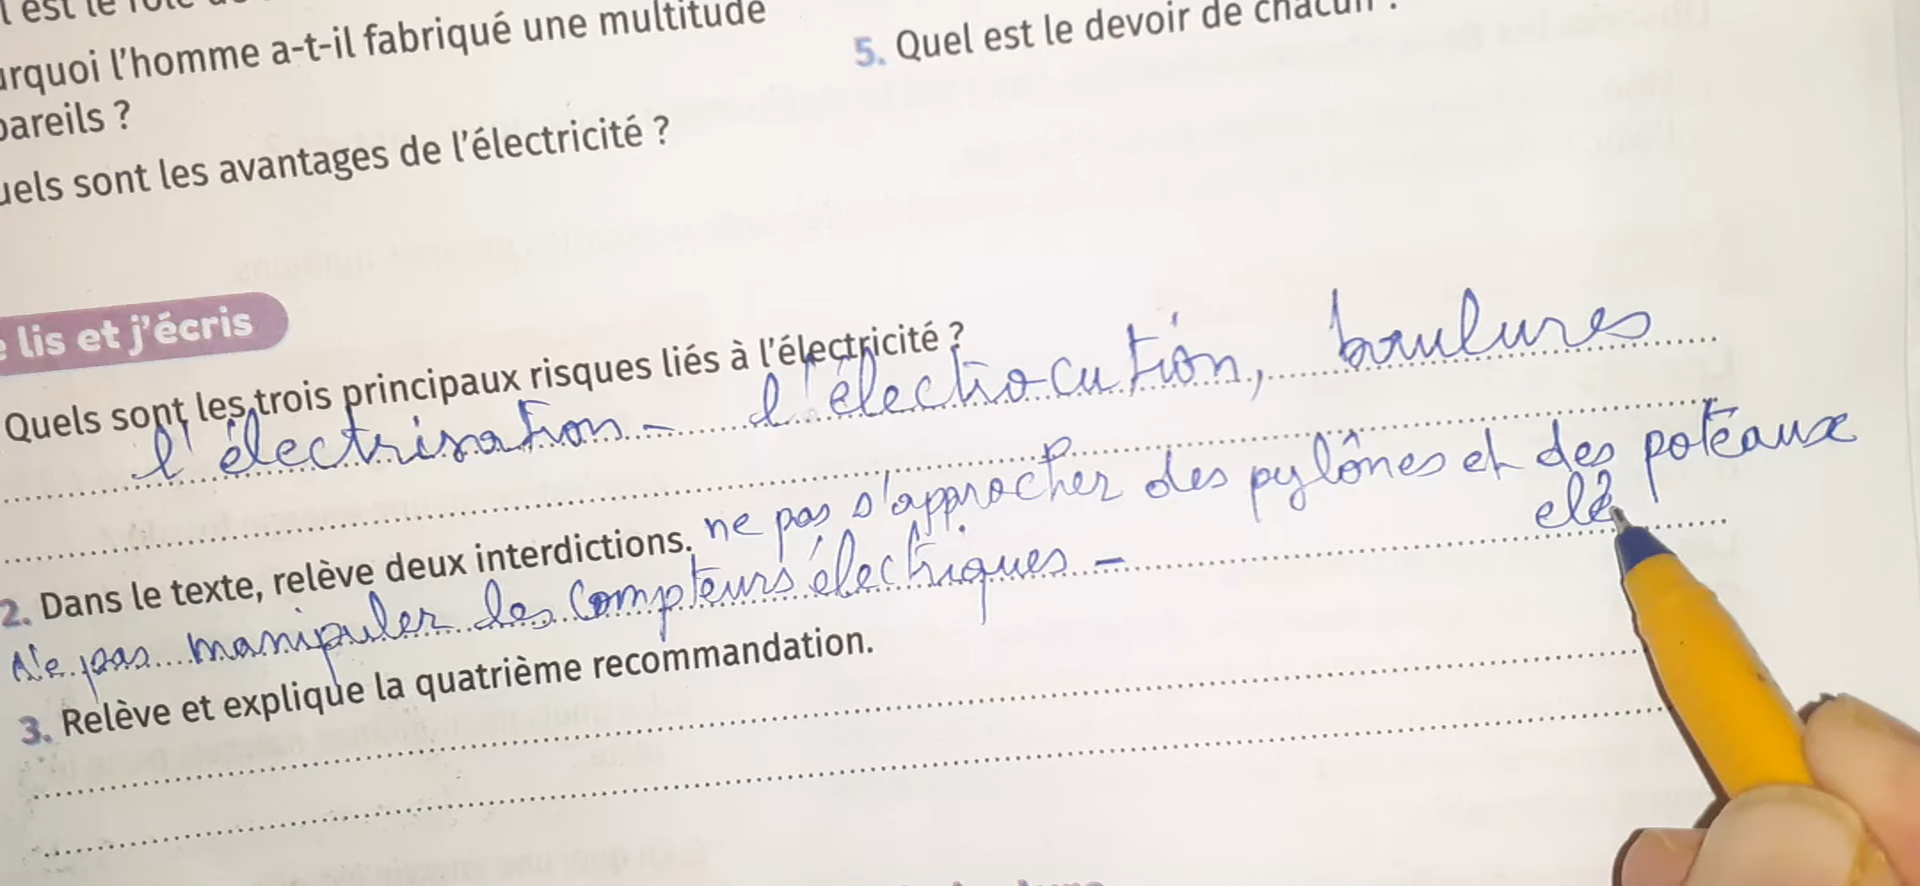 est le
urquoi l'homme a-t-il fabriqué une multitude
pareils ?
uels sont les avantages de l'électricité ?
5. Quel est le devoir de chacun ?
e lis et j'écris
Quels sont les trois principaux risques liés à l'électricité ?
l'électrisation - l'électrocution, brulures
2. Dans le texte, relève deux interdictions. ne pas s'approcher des pylônes et des poteaux
éle
Ne pas manipuler les compteurs électriques -
3. Relève et explique la quatrième recommandation.